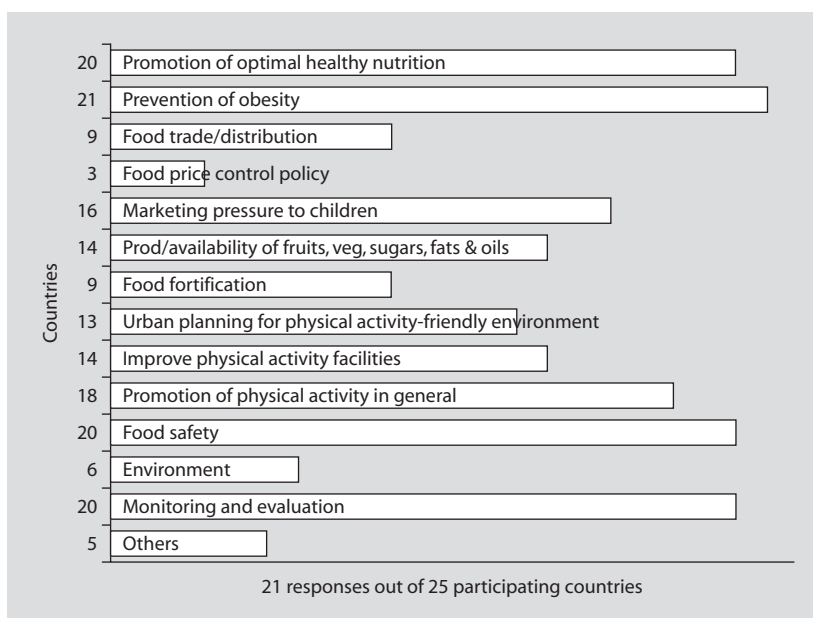 20 Promotion of optimal healthy nutrition
21 Prevention of obesity
9 Food trade/distribution
3 Food price control policy
16 Marketing pressure to children
14 Prod/availability of fruits, veg, sugars, fats & oils
9 Food fortification
13 Urban planning for physical activity-friendly environment
14 Improve physical activity facilities
18 Promotion of physical activity in general
20 Food safety
6 Environment
20 Monitoring and evaluation
5 Others
Countries
21 responses out of 25 participating countries